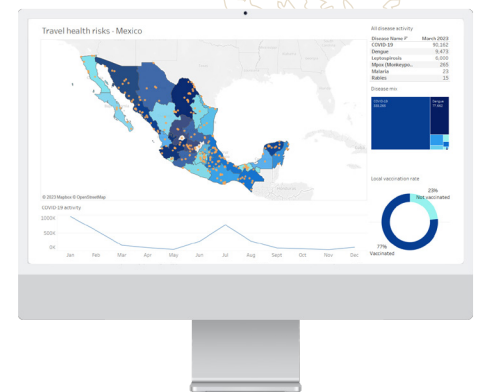 Travel health risks - Mexico
© 2023 Mapbox © OpenStreetMap
COVID-19 activity
1000K
500K
0K
Jan Feb Mar Apr May Jun Jul Aug Sept Oct Nov Dec
All disease activity
Disease Name March 2023
COVID-19 90,162
Dengue 9,473
Leptospirosis 6,000
Mpox (Monkeypo.. 265
Malaria 23
Rabies 15
Disease mix
COVID-19 Dengue
Local vaccination rate
23%
Not vaccinated
77%
Vaccinated